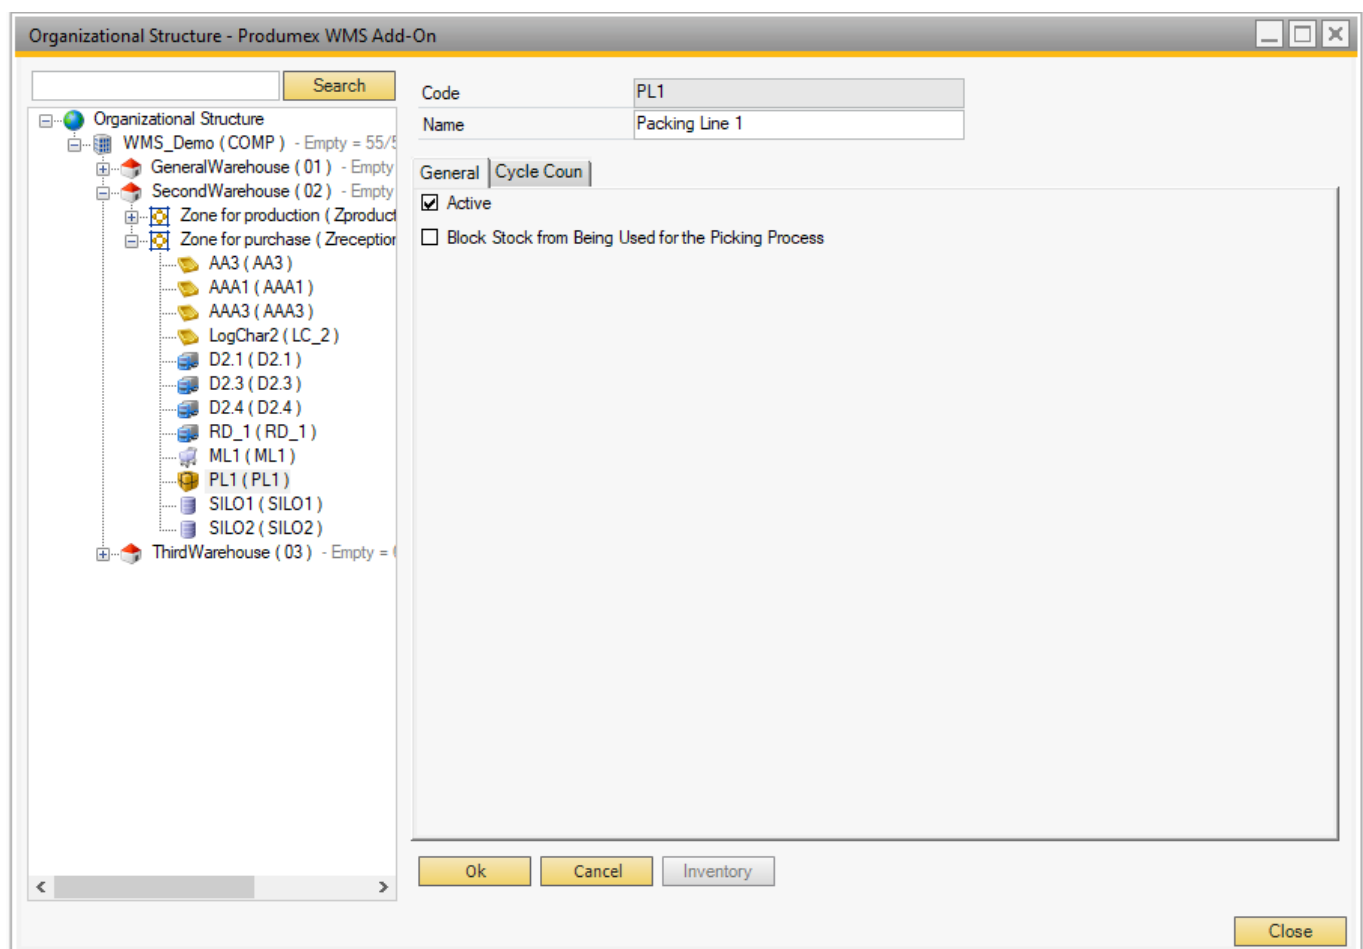 Organizational Structure - Produmex WMS Add-On
Search
Organizational Structure
WMS_Demo ( COMP ) - Empty = 55/
GeneralWarehouse ( 01 ) - Empty
SecondWarehouse ( 02 ) - Empty
Zone for production ( Zproduct
Zone for purchase ( Zreception
AA3 ( AA3 )
AAA1 ( AAA1 )
AAA3 ( AAA3 )
LogChar2 ( LC_2 )
D2.1 ( D2.1 )
D2.3 ( D2.3 )
D2.4 ( D2.4 )
RD_1 ( RD_1 )
ML1 ( ML1 )
PL1 ( PL1 )
SILO1 ( SILO1 )
SILO2 ( SILO2 )
ThirdWarehouse ( 03 ) - Empty =
Code PL1
Name Packing Line 1
General Cycle Coun
Active
Block Stock from Being Used for the Picking Process
Ok Cancel Inventory
Close